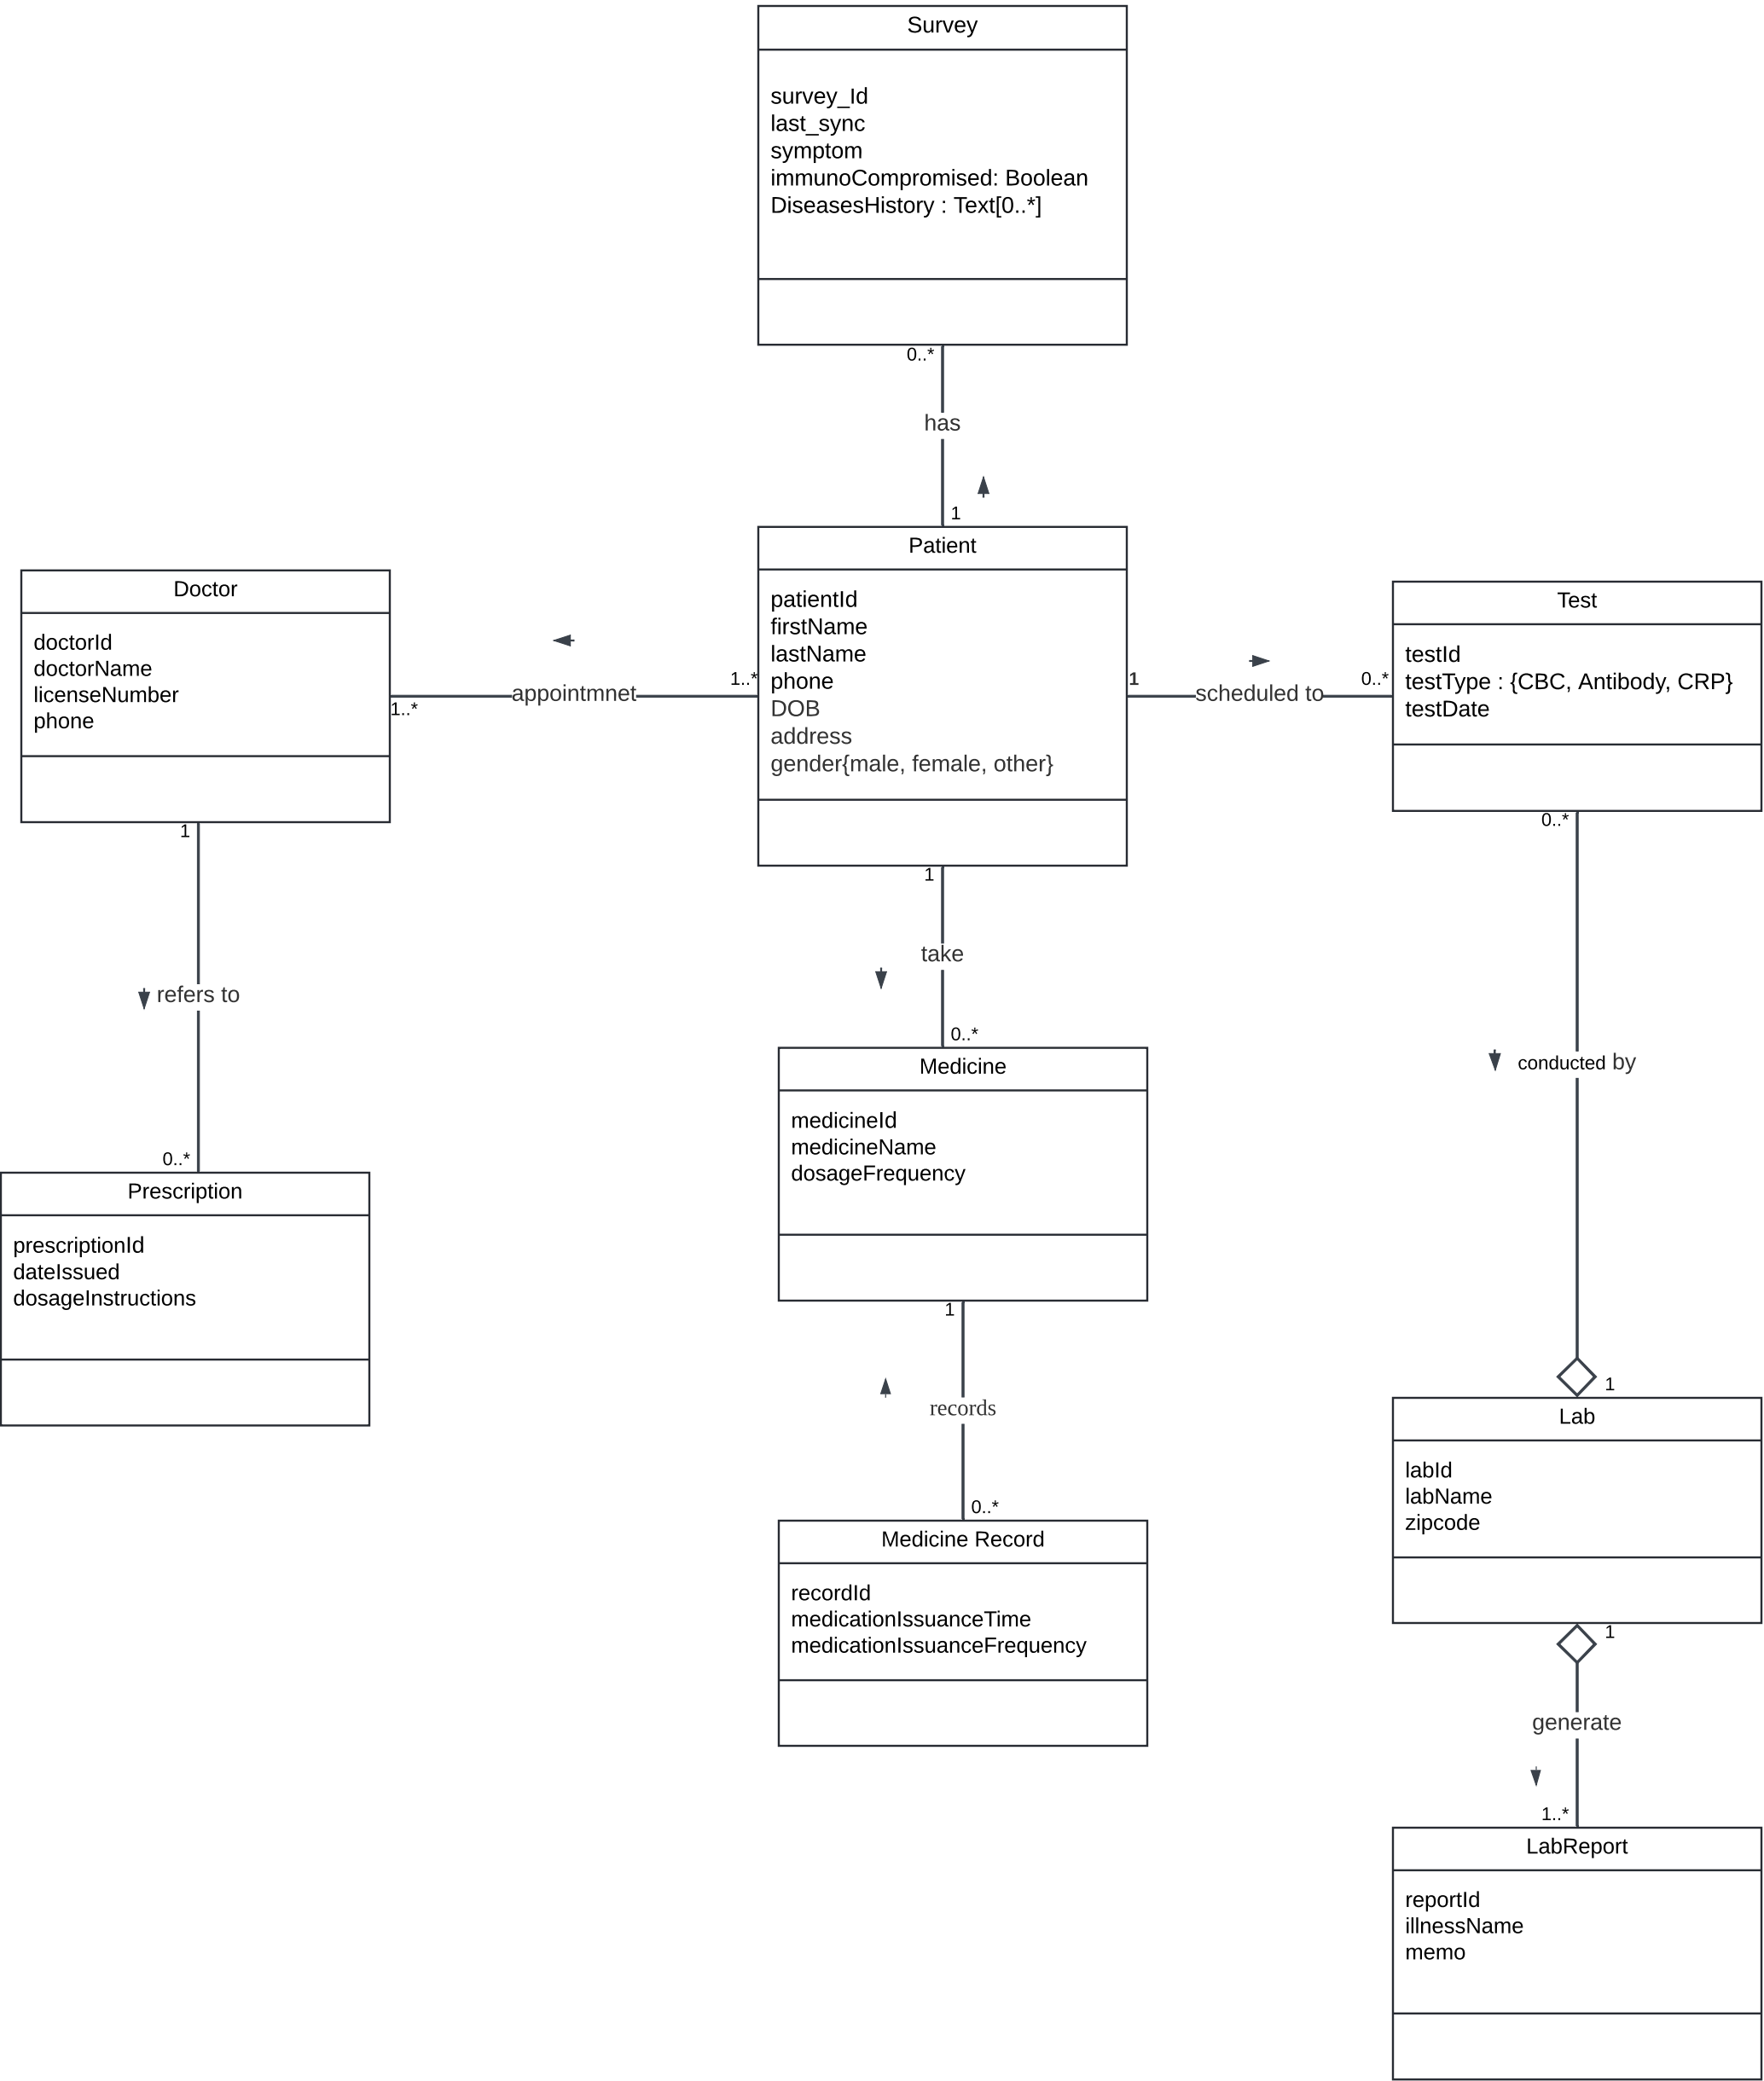 Survey
survey_Id
last_sync
symptom
immunoCompromised: Boolean
DiseasesHistory : Text[0..*]
0..*
has
1
Patient
patientId
firstName
lastName
phone
DOB
address
gender{male, female, other}
Doctor
doctorId
doctorName
licenseNumber
phone
1..*
appointmnet
1..*
1
scheduled to
0..*
Test
testId
testType : {CBC, Antibody, CRP}
testDate
1
refers to
0..*
Prescription
prescriptionId
dateIssued
dosageInstructions
1
take
0..*
Medicine
medicineId
medicineName
dosageFrequency
1
records
0..*
Medicine Record
recordId
medicationIssuanceTime
medicationIssuanceFrequency
0..*
conducted by
1
Lab
labId
labName
zipcode
1
generate
1..*
LabReport
reportId
illnessName
memo